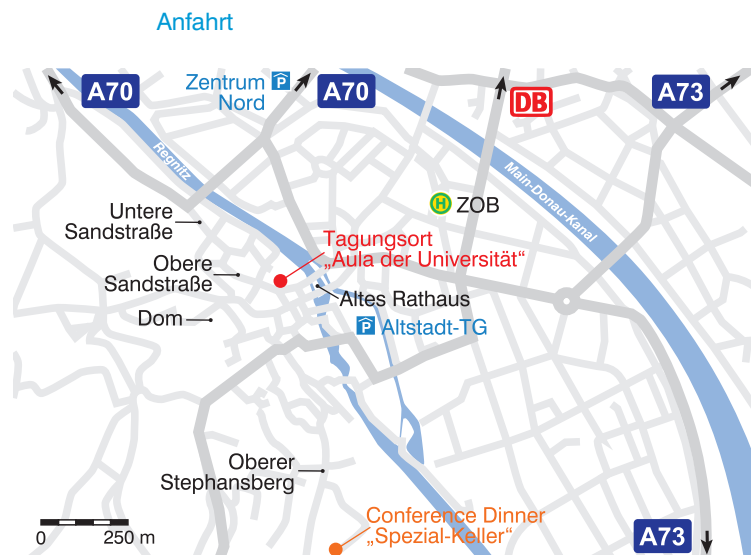 Anfahrt
Zentrum
Nord
P
A70
A70
A73
DB
Regnitz
Main-Donau-Kanal
H ZOB
Untere
Sandstraße
Tagungsort
„Aula der Universität“
Obere
Sandstraße
Altes Rathaus
Dom
P Altstadt-TG
Oberer
Stephansberg
Conference Dinner
„Spezial-Keller“
0 250 m
A73